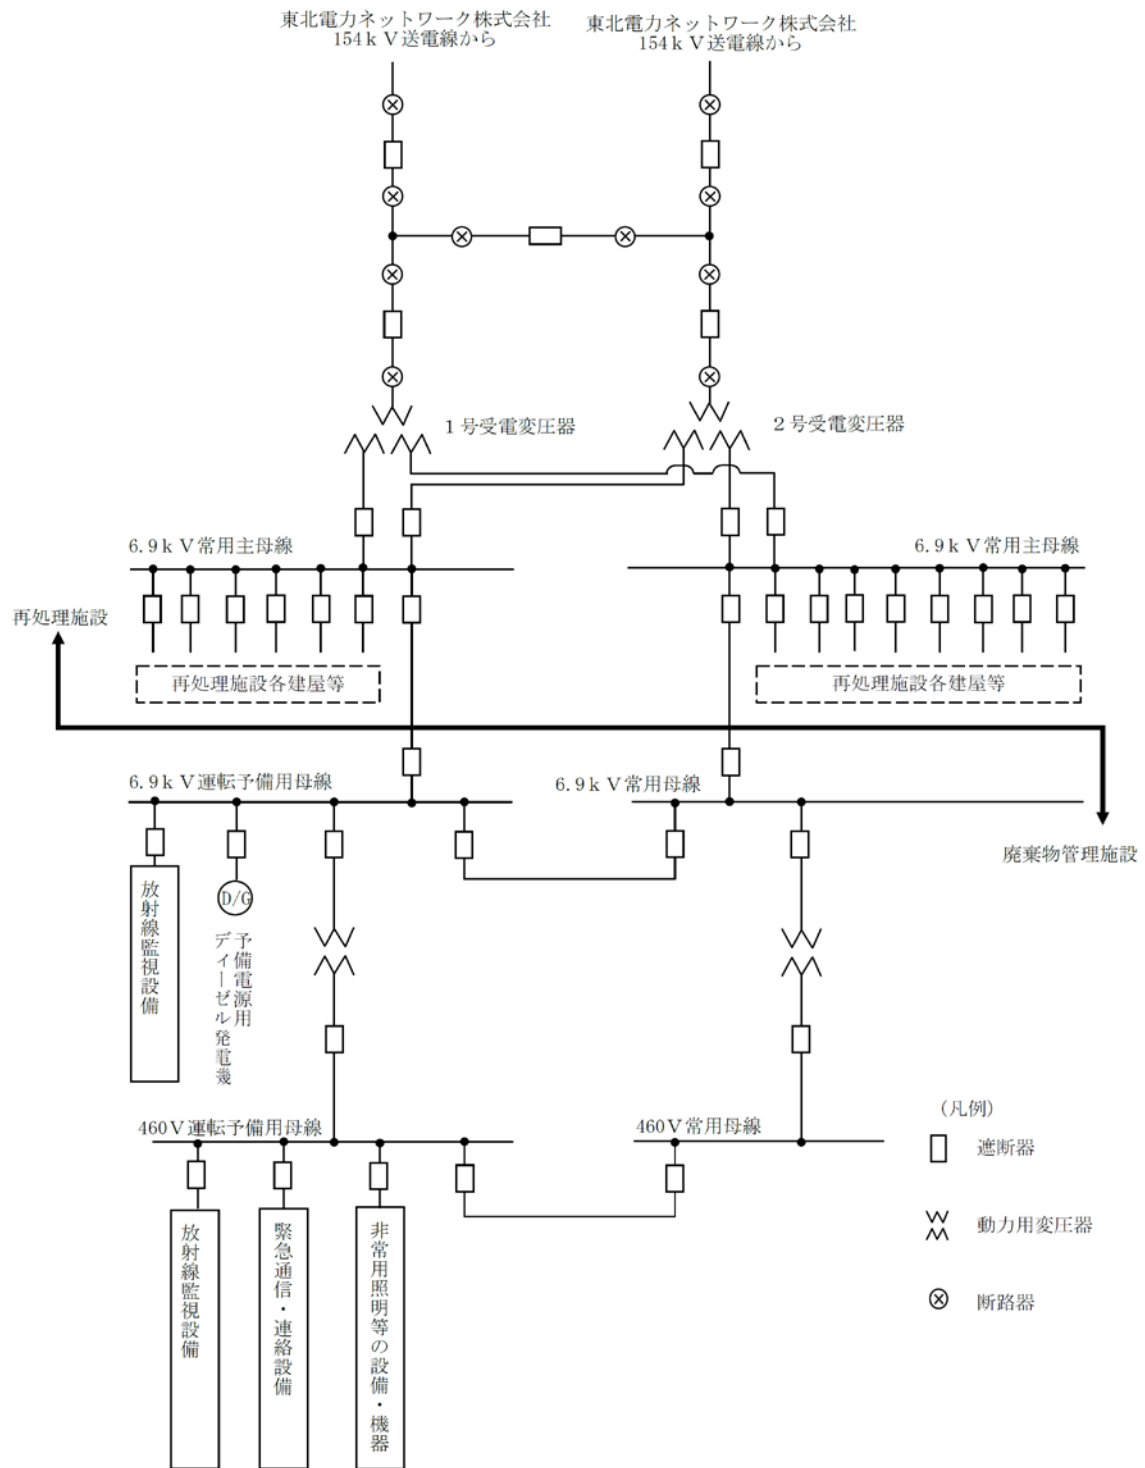 東北電力ネットワーク株式会社
154kV送電線から
東北電力ネットワーク株式会社
154kV送電線から
1号受電変圧器
2号受電変圧器
6.9kV常用主母線
6.9kV常用主母線
再処理施設
再処理施設各建屋等
再処理施設各建屋等
6.9kV運転予備用母線
6.9kV常用母線
廃棄物管理施設
放射線監視設備
D/G
予備電源用
ディーゼル発電機
460V運転予備用母線
460V常用母線
放射線監視設備
緊急通信・連絡設備
非常用照明等の設備・機器
(凡例)
遮断器
動力用変圧器
断路器